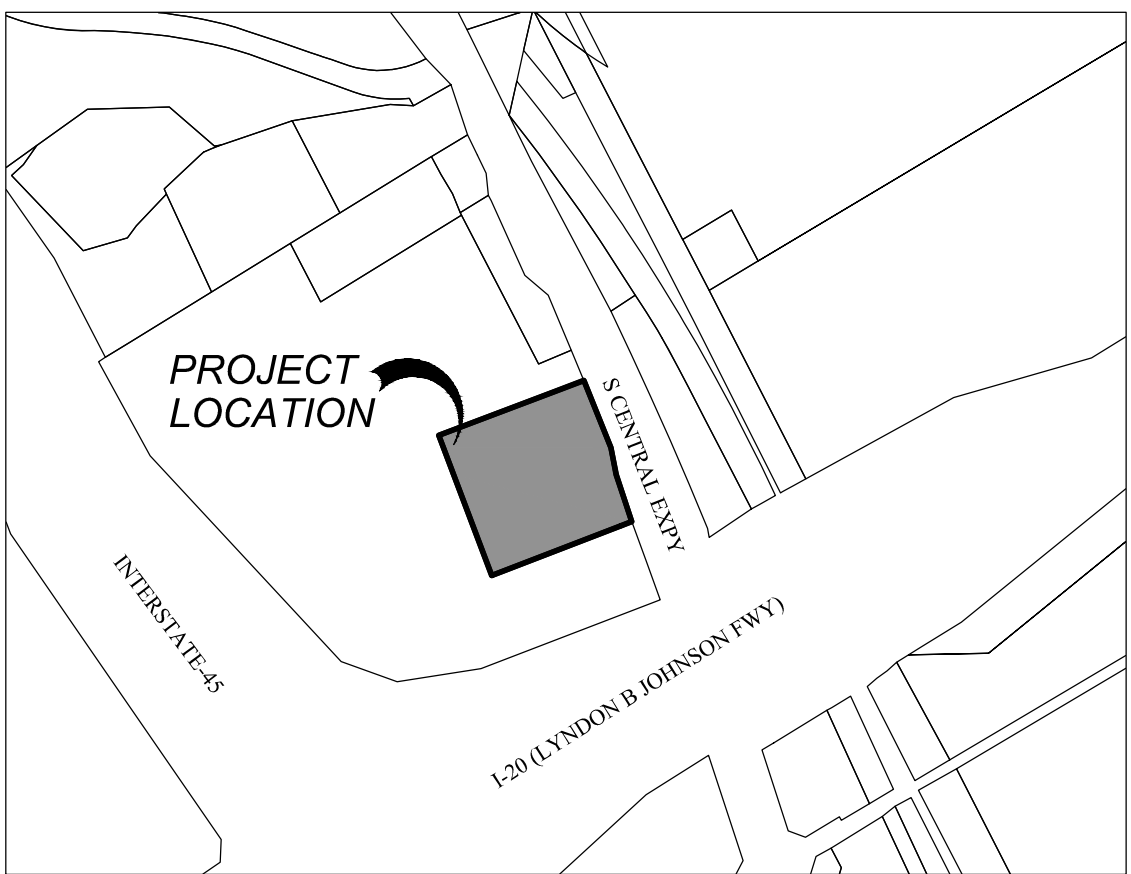 PROJECT
LOCATION
S CENTRAL EXPY
INTERSTATE-45
I-20 (LYNDON B JOHNSON FWY)